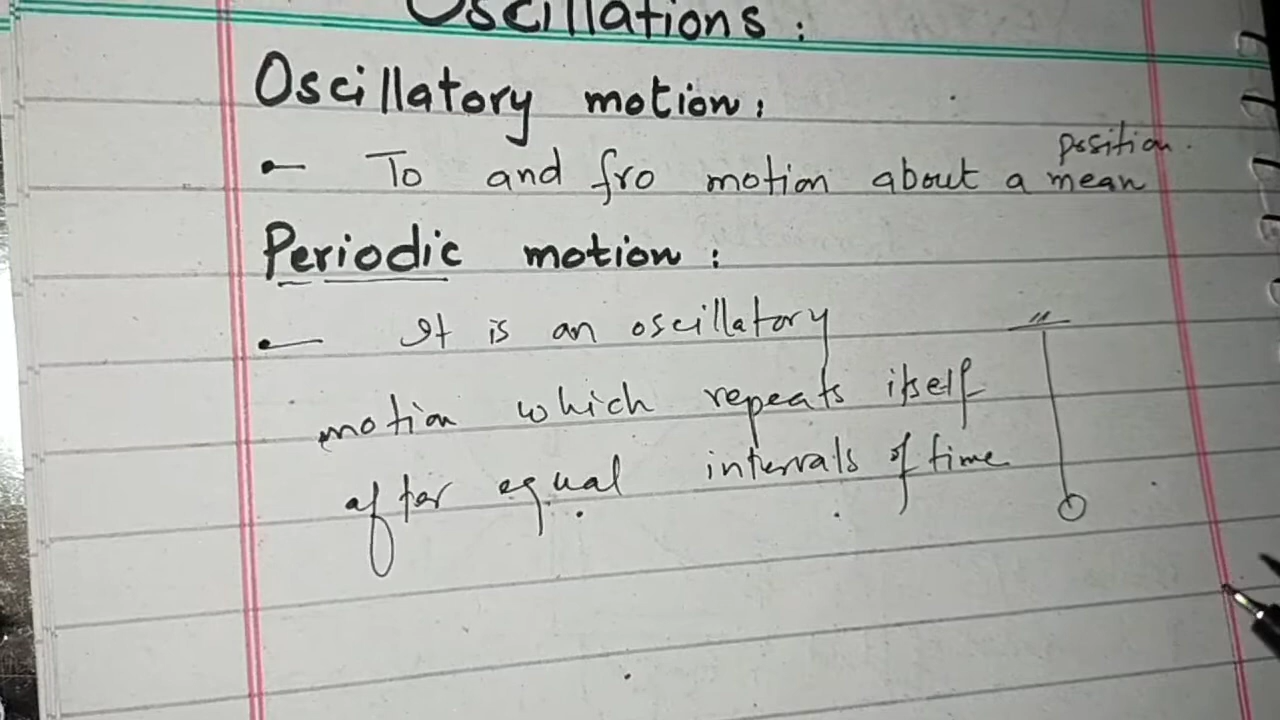 Oscillations :
Oscillatory motion :
position.
To and fro motion about a mean
Periodic motion :
It is an oscillatory
motion which repeats itself
after equal intervals of time